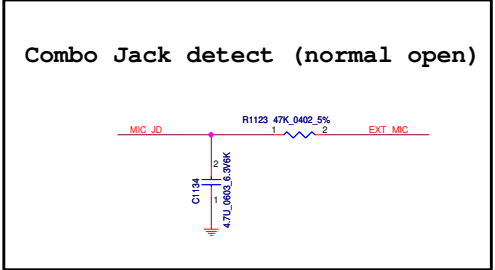 Combo Jack detect (normal open)
R1123 47K_0402_5%
MIC_JD
1
2
EXT_MIC
2
C1134
1
4.7U_0603_6.3V6K